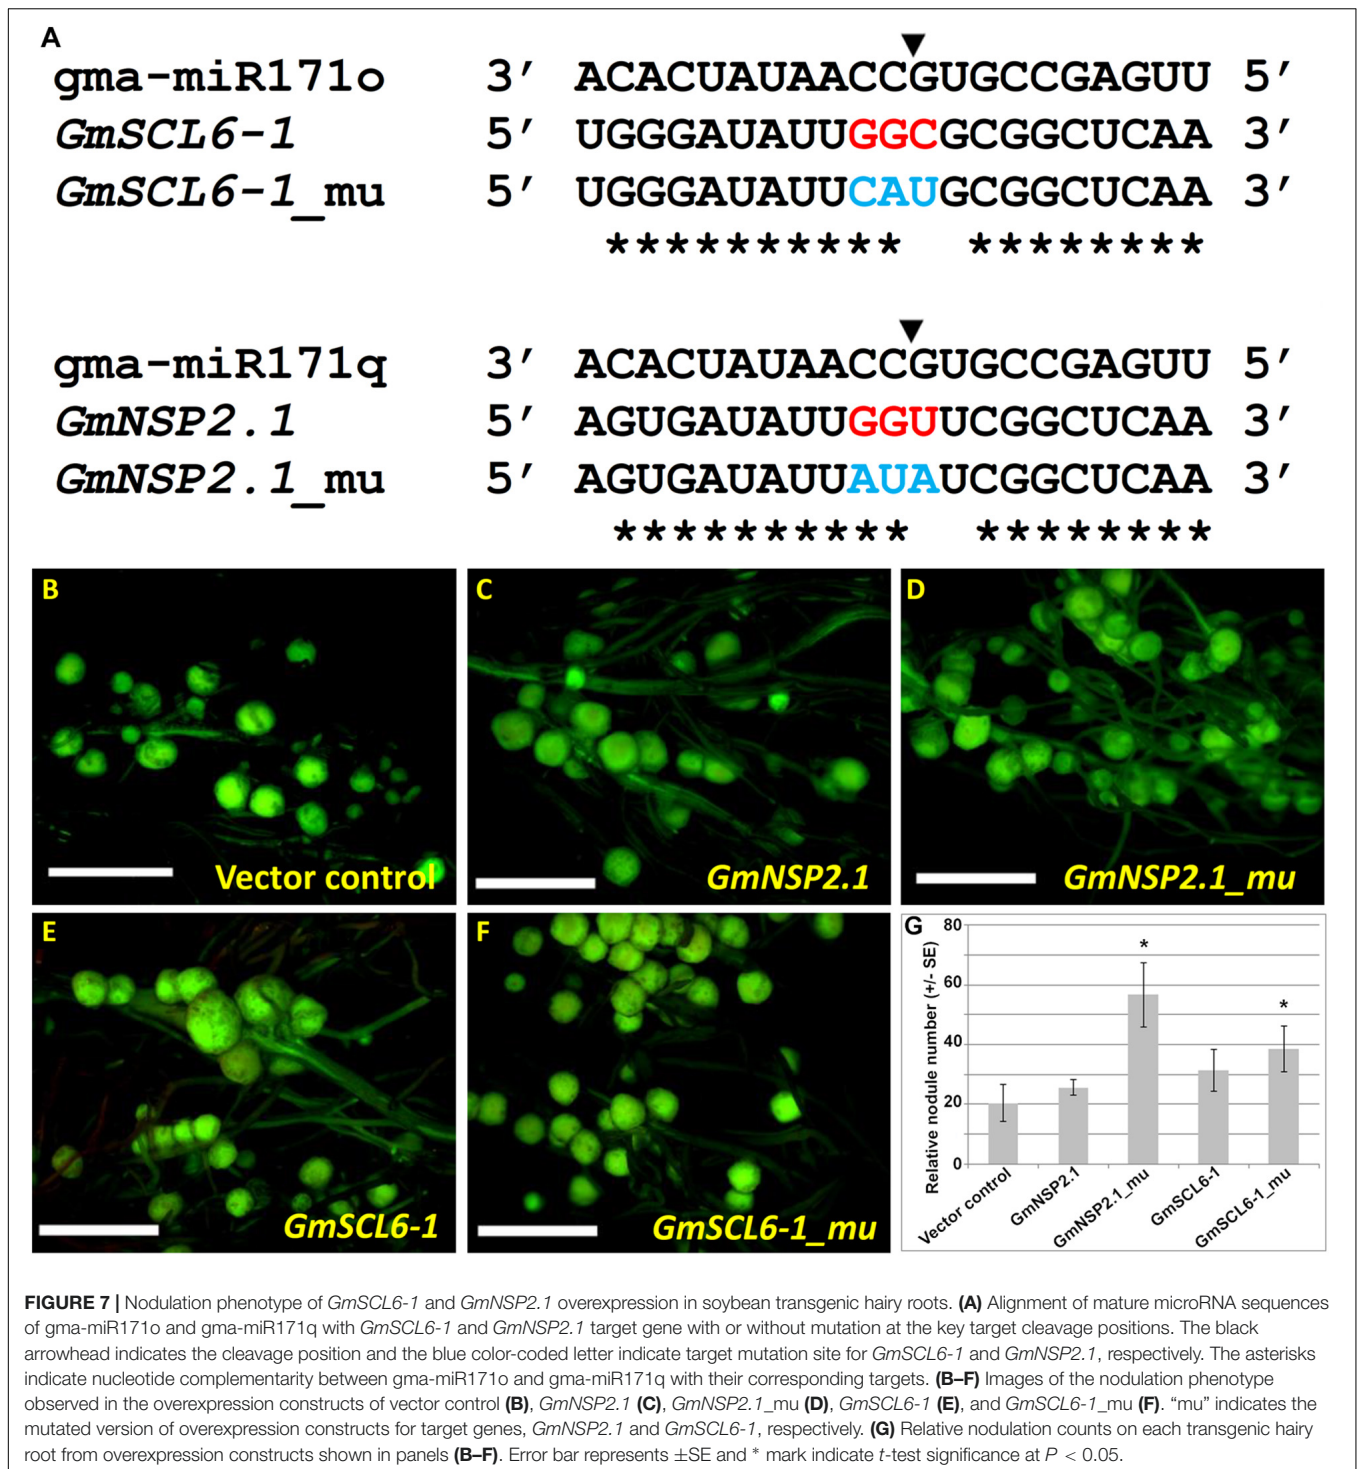 A
gma-miR171o 3′ ACACUAUAACCGUGCCGAGUU 5′
GmSCL6-1 5′ UGGGAUAUUGGCGCGGCUCAA 3′
GmSCL6-1_mu 5′ UGGGAUAUUCAUGCGGCUCAA 3′
********** ********
gma-miR171q 3′ ACACUAUAACCGUGCCGAGUU 5′
GmNSP2.1 5′ AGUGAUAUUGGUUCGGCUCAA 3′
GmNSP2.1_mu 5′ AGUGAUAUUAUAUCGGCUCAA 3′
********** ********
B
Vector control
C
GmNSP2.1
D
GmNSP2.1_mu
E
GmSCL6-1
F
GmSCL6-1_mu
G
Relative nodule number (+/- SE)
80
60
40
20
0
*
*
Vector control
GmNSP2.1
GmNSP2.1_mu
GmSCL6-1
GmSCL6-1_mu
FIGURE 7 | Nodulation phenotype of GmSCL6-1 and GmNSP2.1 overexpression in soybean transgenic hairy roots. (A) Alignment of mature microRNA sequences
of gma-miR171o and gma-miR171q with GmSCL6-1 and GmNSP2.1 target gene with or without mutation at the key target cleavage positions. The black
arrowhead indicates the cleavage position and the blue color-coded letter indicate target mutation site for GmSCL6-1 and GmNSP2.1, respectively. The asterisks
indicate nucleotide complementarity between gma-miR171o and gma-miR171q with their corresponding targets. (B–F) Images of the nodulation phenotype
observed in the overexpression constructs of vector control (B), GmNSP2.1 (C), GmNSP2.1_mu (D), GmSCL6-1 (E), and GmSCL6-1_mu (F). “mu” indicates the
mutated version of overexpression constructs for target genes, GmNSP2.1 and GmSCL6-1, respectively. (G) Relative nodulation counts on each transgenic hairy
root from overexpression constructs shown in panels (B–F). Error bar represents ±SE and * mark indicate t-test significance at P < 0.05.